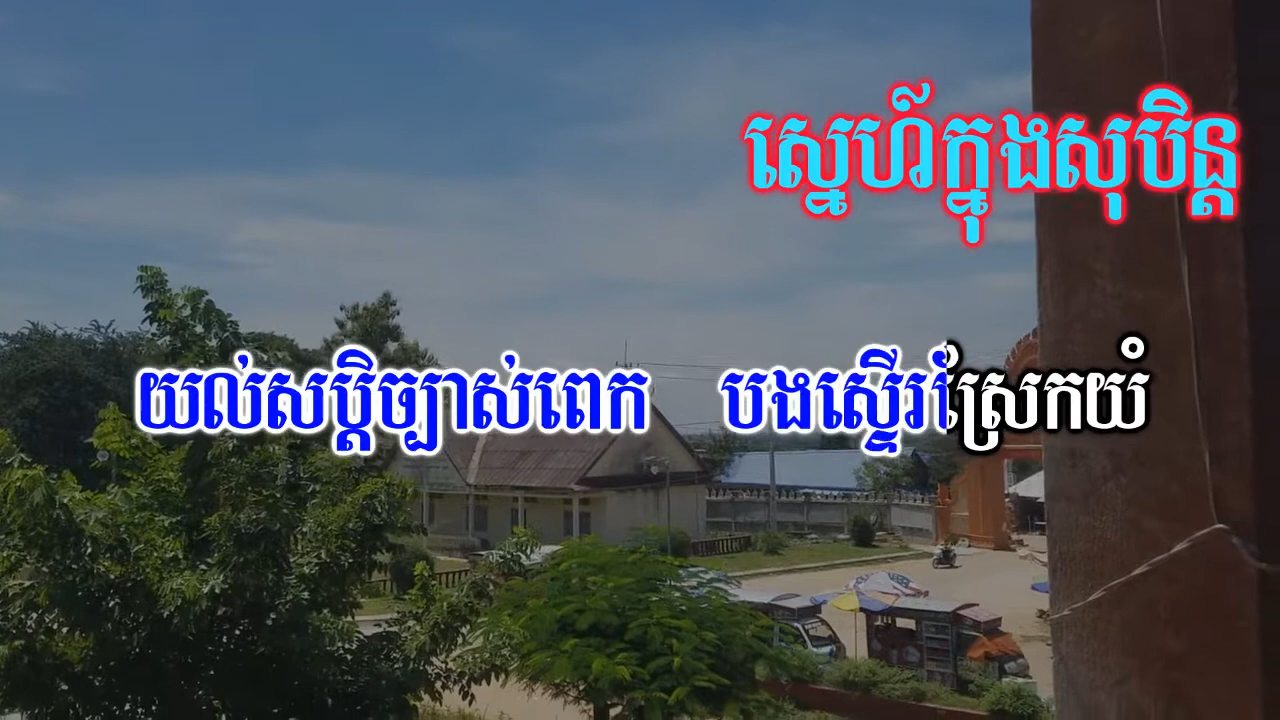 ស្នេហ៍ក្នុងសុបិន្ត
យល់សប្តិច្បាស់ពេក បងស្ទើរតែស្រែកយំ